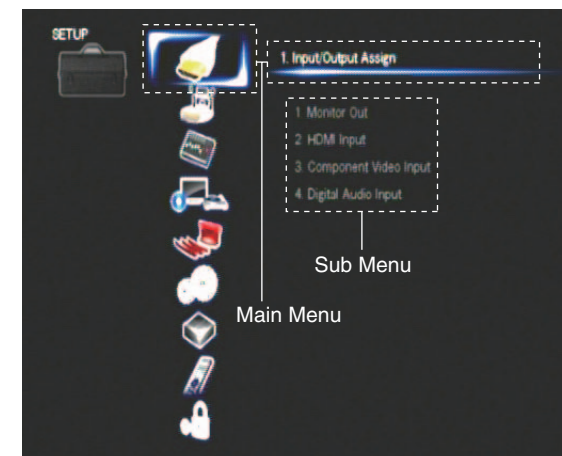 SETUP
1. Input/Output Assign
1 Monitor Out
2 HDMI Input
3 Component Video Input
4 Digital Audio Input
Sub Menu
Main Menu